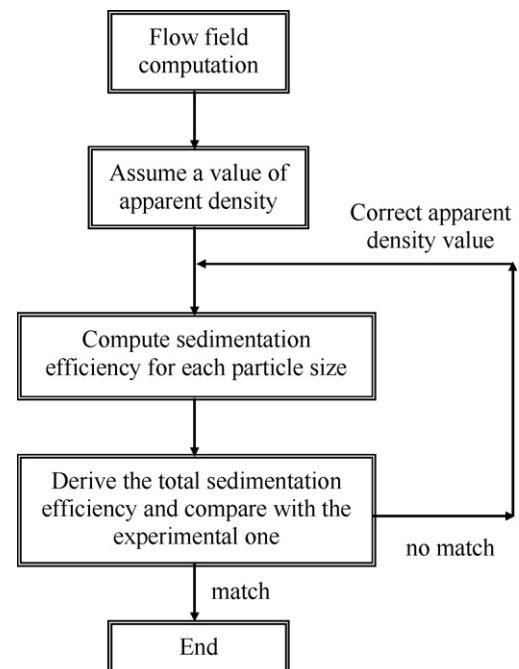 Flow field
computation
Assume a value of
apparent density
Correct apparent
density value
Compute sedimentation
efficiency for each particle size
Derive the total sedimentation
efficiency and compare with the
experimental one
no match
match
End